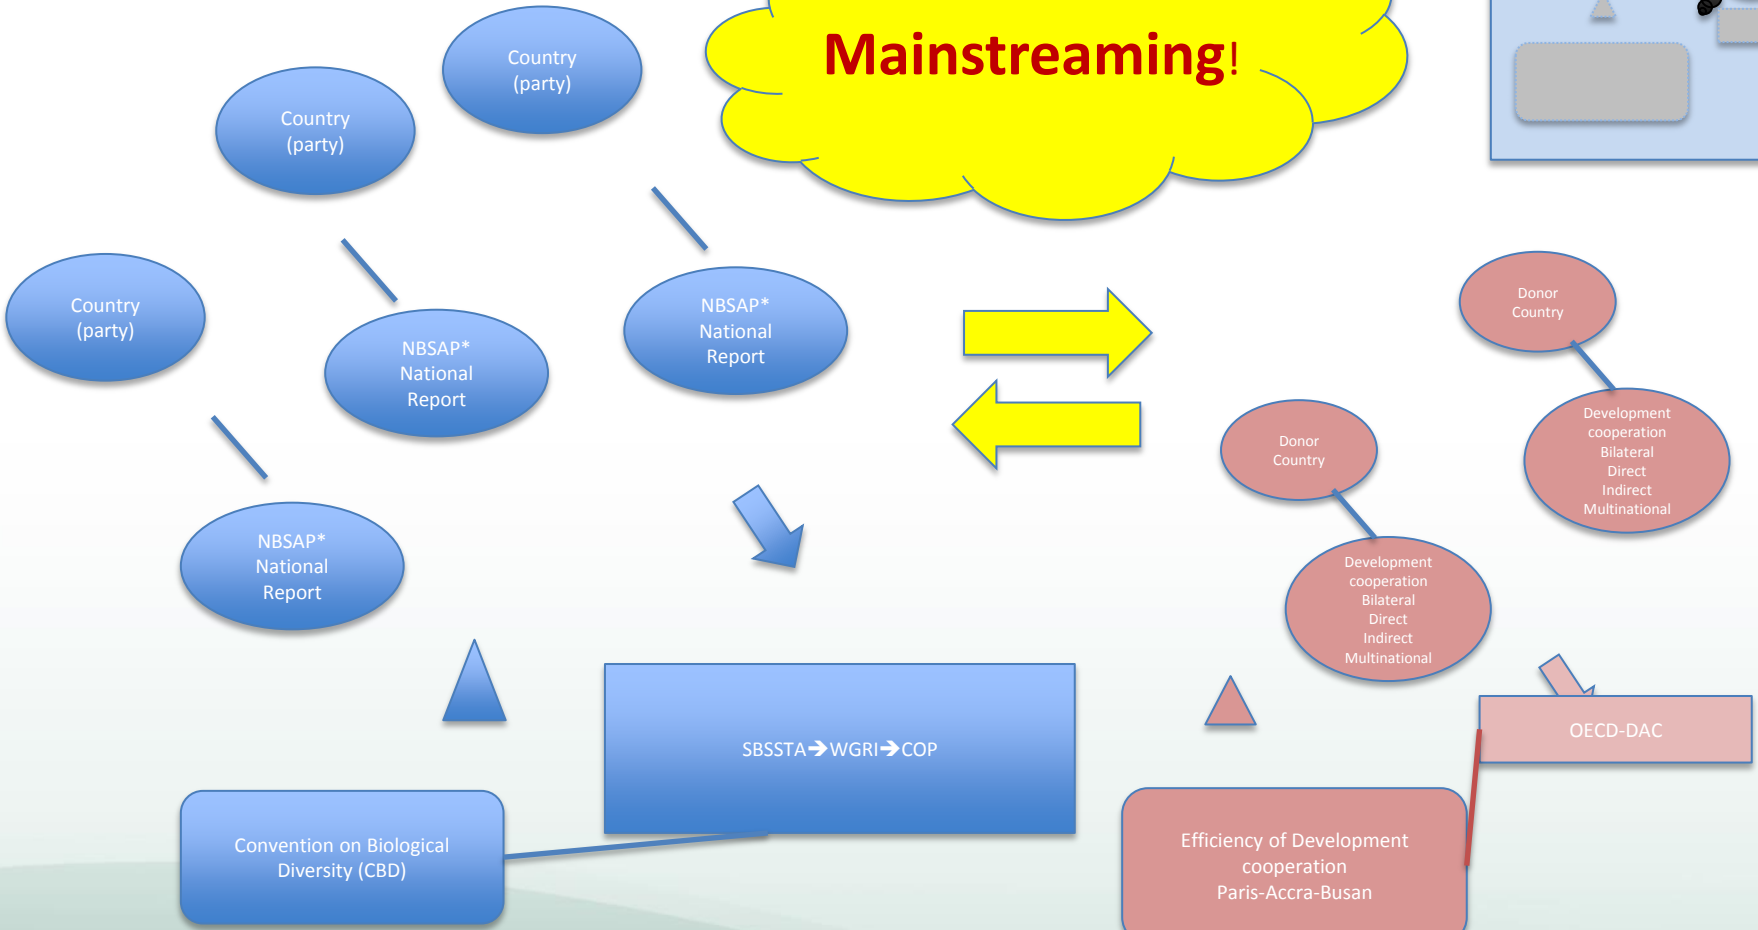 Mainstreaming!
Country
(party)
Country
(party)
Country
(party)
NBSAP*
National
Report
NBSAP*
National
Report
NBSAP*
National
Report
Donor
Country
Development
cooperation
Bilateral
Direct
Indirect
Multinational
Donor
Country
Development
cooperation
Bilateral
Direct
Indirect
Multinational
SBSSTA➔WGRI➔COP
OECD-DAC
Convention on Biological
Diversity (CBD)
Efficiency of Development
cooperation
Paris-Accra-Busan